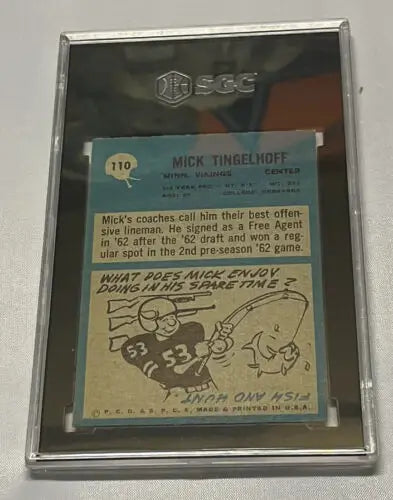 SGC
110
MICK TINGELHOFF
MINN. VIKINGS CENTER
COLLEGE: NEBRASKA
Mick's coaches call him their best offen-
sive lineman. He signed as a Free Agent
in '62 after the '62 draft and won a reg-
ular spot in the 2nd pre-season '62 game.
WHAT DOES MICK ENJOY
DOING IN HIS SPARE TIME?
53
53
FISH AND HUNT.
© P. C. G. & S. P. C. E. MADE & PRINTED IN U.S.A.